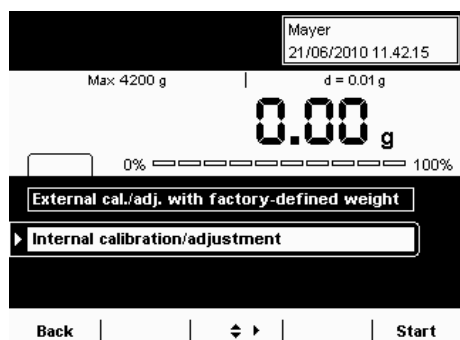 Mayer
21/06/2010 11.42.15
Max 4200 g | d = 0.01 g
0.00 g
0% 100%
External cal./adj. with factory-defined weight
Internal calibration/adjustment
Back Start